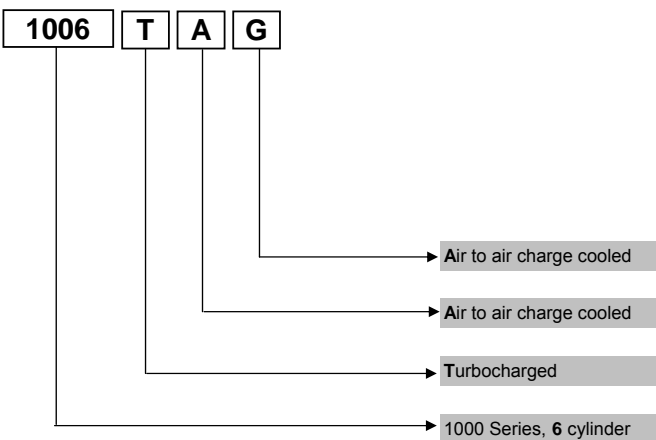 1006 T A G
Air to air charge cooled
Air to air charge cooled
Turbocharged
1000 Series, 6 cylinder